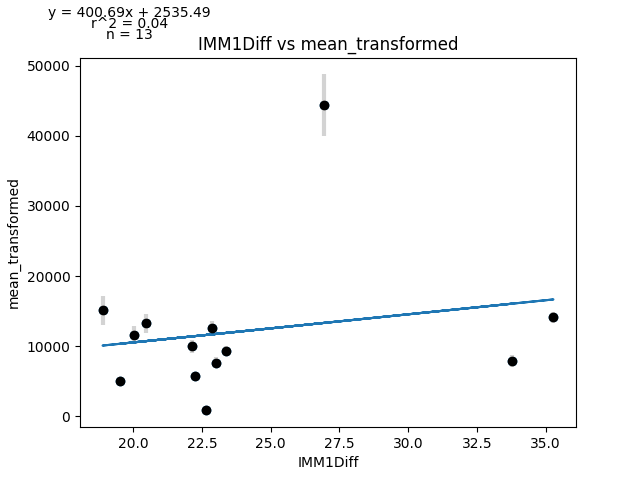 y = 400.69x + 2535.49
r^2 = 0.04
n = 13
IMM1Diff vs mean_transformed
50000
40000
30000
20000
10000
0
mean_transformed
20.0 22.5 25.0 27.5 30.0 32.5 35.0
IMM1Diff